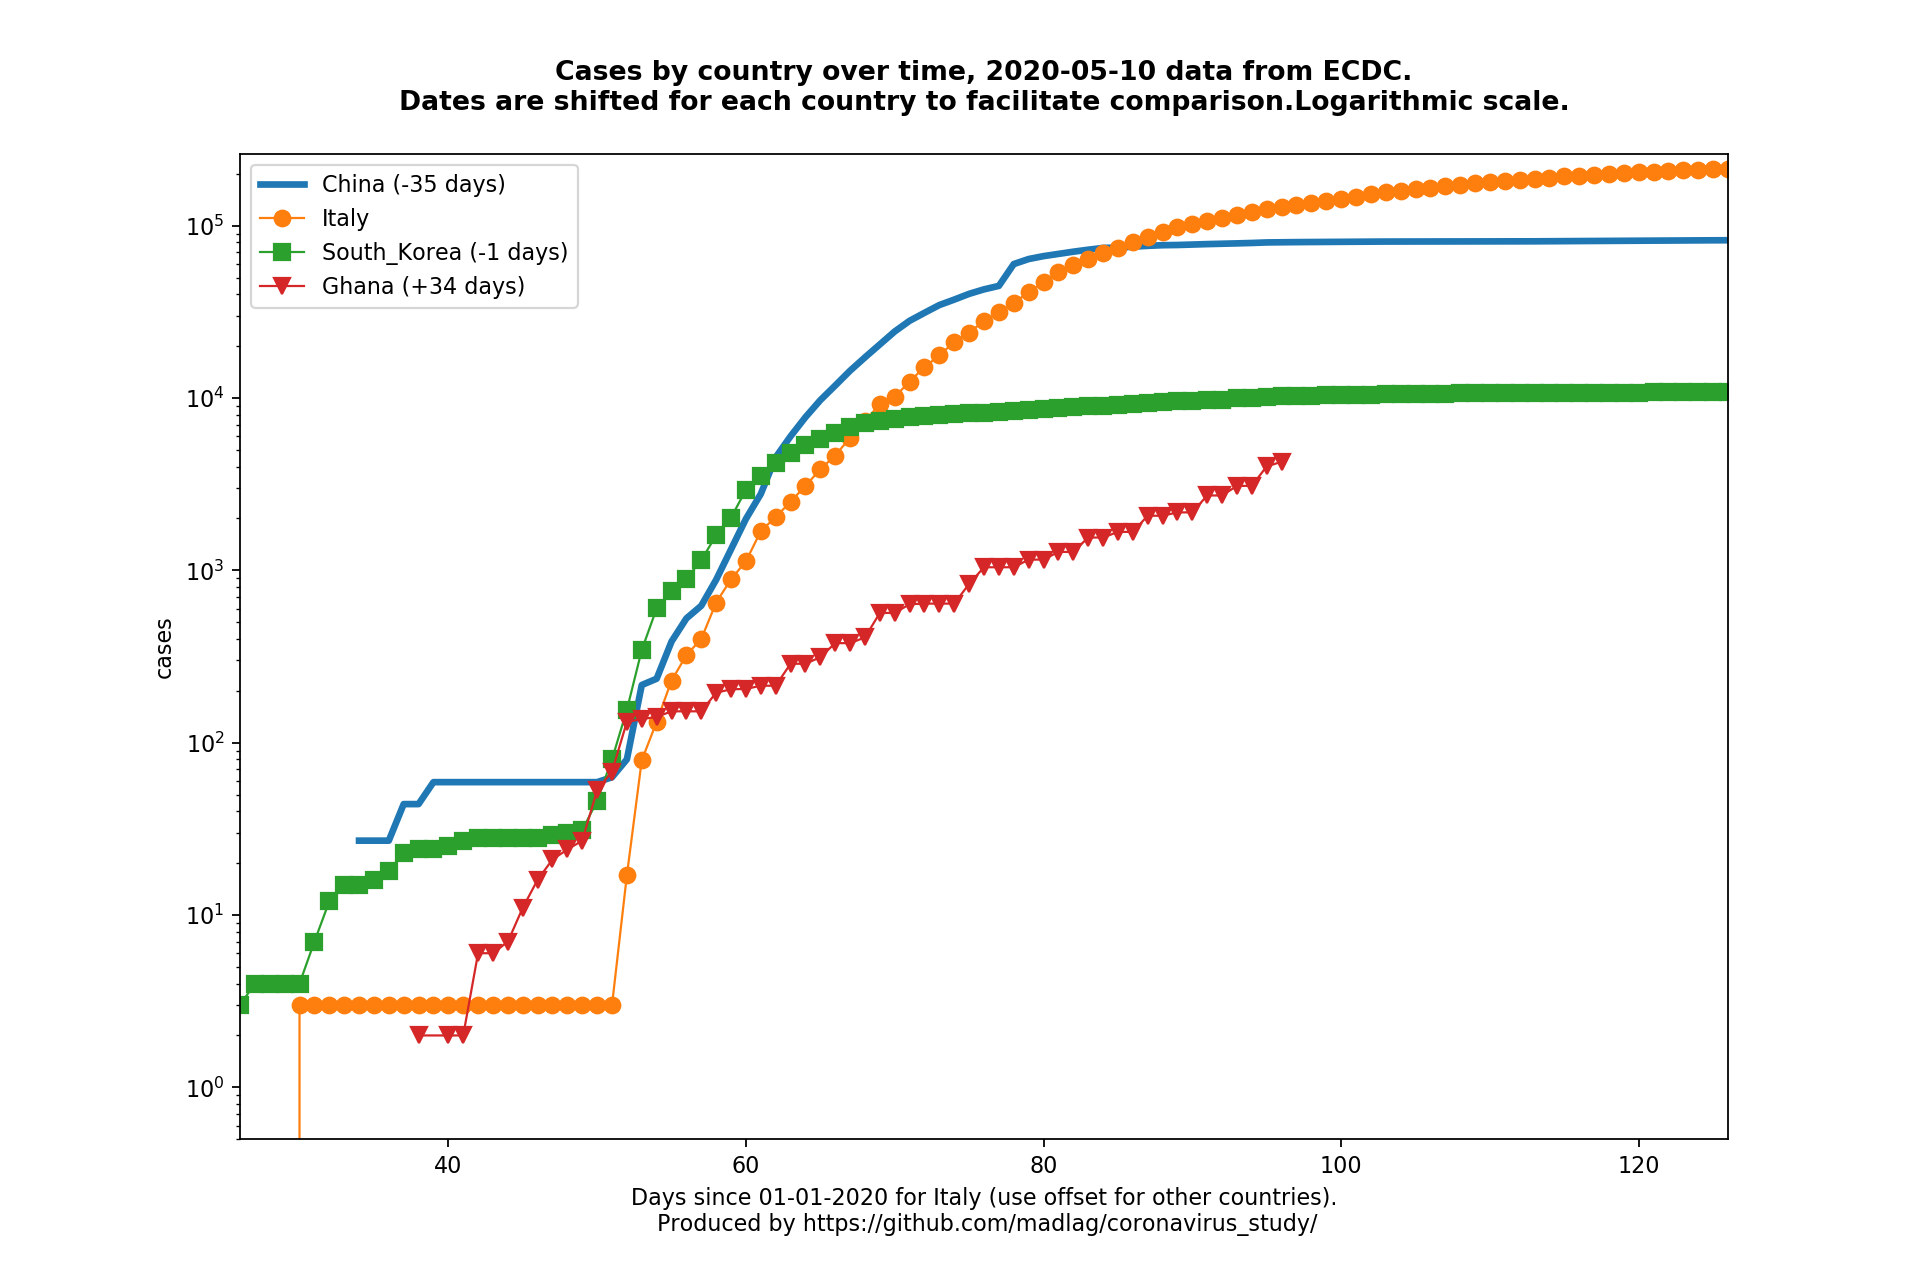 Cases by country over time, 2020-05-10 data from ECDC.
Dates are shifted for each country to facilitate comparison.Logarithmic scale.
China (-35 days)
Italy
South_Korea (-1 days)
Ghana (+34 days)
10^5
10^4
10^3
10^2
10^1
10^0
cases
40
60
80
100
120
Days since 01-01-2020 for Italy (use offset for other countries).
Produced by https://github.com/madlag/coronavirus_study/